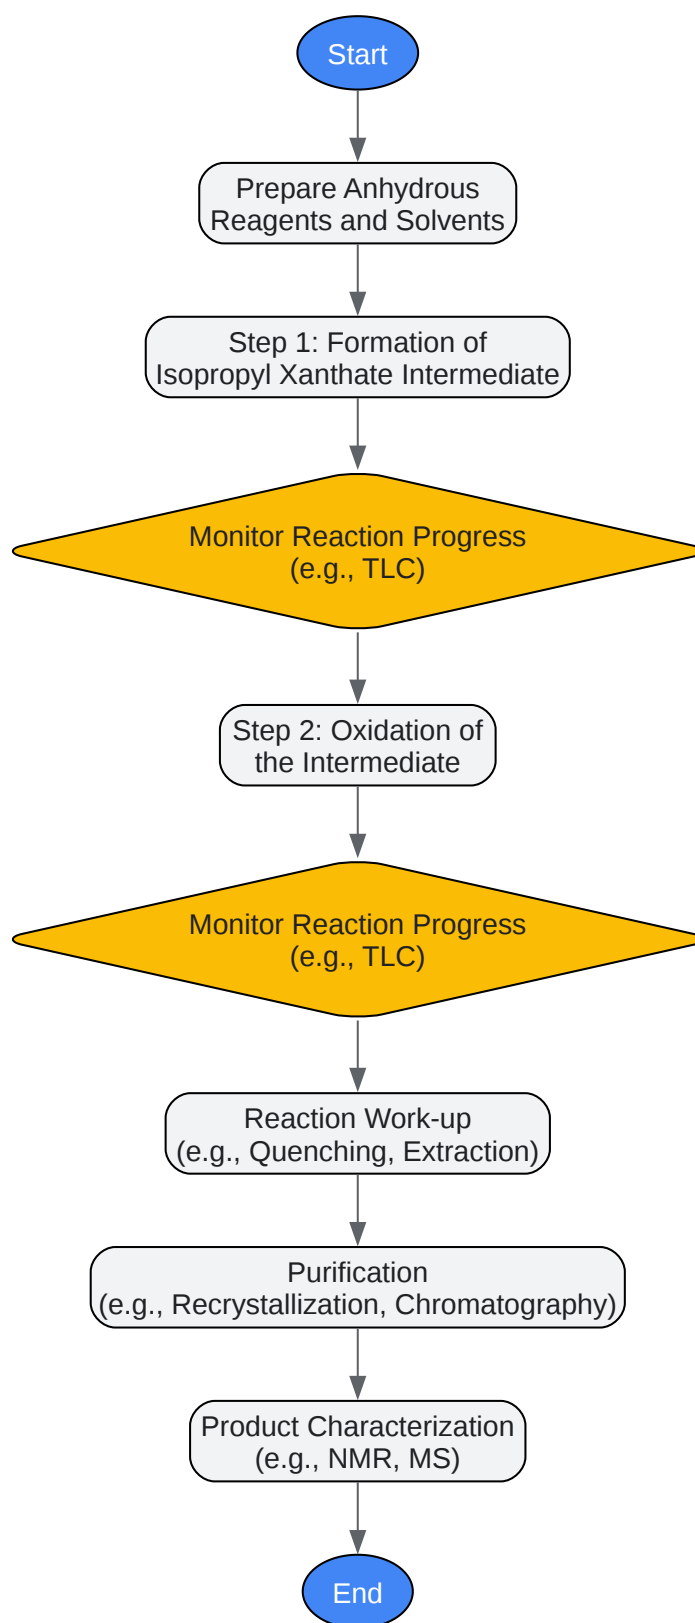 Start
Prepare Anhydrous
Reagents and Solvents
Step 1: Formation of
Isopropyl Xanthate Intermediate
Monitor Reaction Progress
(e.g., TLC)
Step 2: Oxidation of
the Intermediate
Monitor Reaction Progress
(e.g., TLC)
Reaction Work-up
(e.g., Quenching, Extraction)
Purification
(e.g., Recrystallization, Chromatography)
Product Characterization
(e.g., NMR, MS)
End